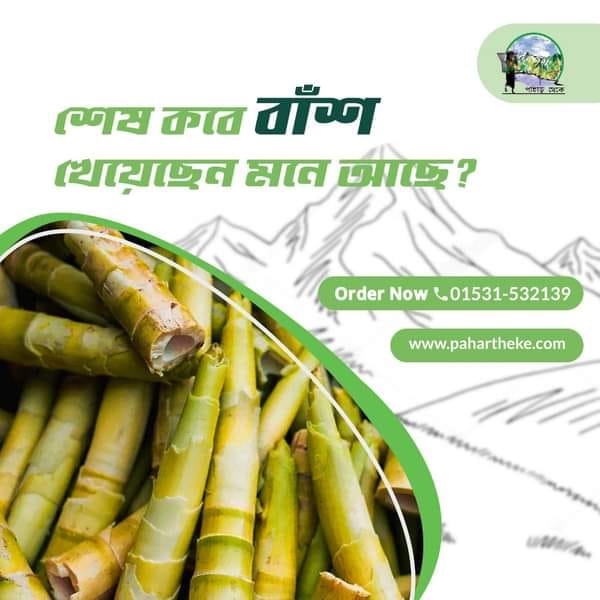 পাহাড় থেকে
শেষ কবে বাঁশ
খেয়েছেন মনে আছে?
Order Now 01531-532139
www.pahartheke.com